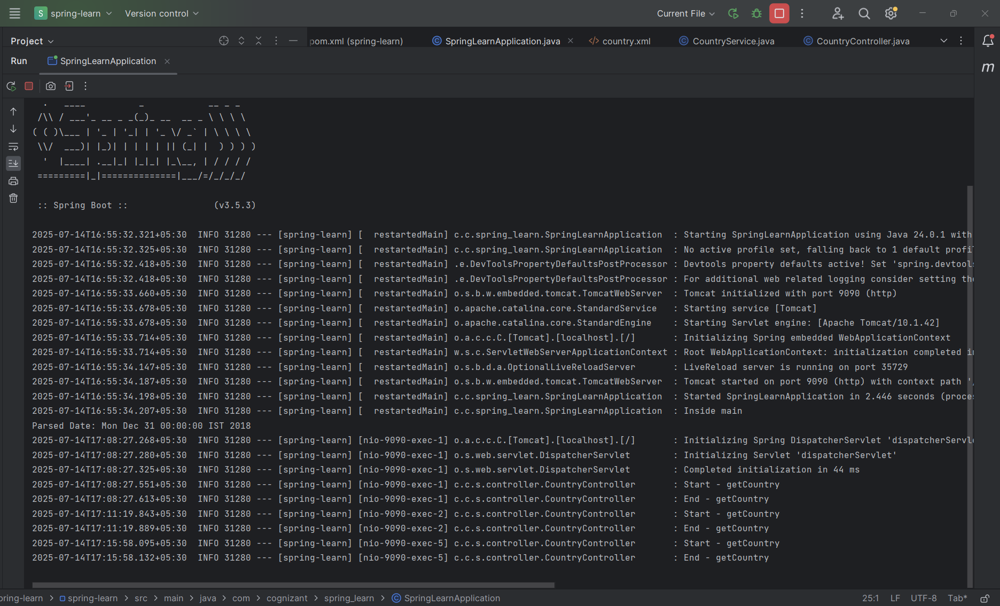 S spring-learn Version control Current File
Project pom.xml (spring-learn) SpringLearnApplication.java country.xml CountryService.java CountryController.java
Run SpringLearnApplication
m
  .   ____          _            __ _ _
 /\\ / ___'_ __ _ _(_)_ __  __ _ \ \ \ \
( ( )\___ | '_ | '_| | '_ \/ _` | \ \ \ \
 \\/  ___)| |_)| | | | | || (_| |  ) ) ) )
  '  |____| .__|_| |_|_| |_\__, | / / / /
 =========|_|==============|___/=/_/_/_/
 :: Spring Boot ::                (v3.5.3)
2025-07-14T16:55:32.321+05:30  INFO 31280 --- [spring-learn] [  restartedMain] c.c.spring_learn.SpringLearnApplication  : Starting SpringLearnApplication using Java 24.0.1 with
2025-07-14T16:55:32.325+05:30  INFO 31280 --- [spring-learn] [  restartedMain] c.c.spring_learn.SpringLearnApplication  : No active profile set, falling back to 1 default profi
2025-07-14T16:55:32.418+05:30  INFO 31280 --- [spring-learn] [  restartedMain] .e.DevToolsPropertyDefaultsPostProcessor : Devtools property defaults active! Set 'spring.devtools
2025-07-14T16:55:32.418+05:30  INFO 31280 --- [spring-learn] [  restartedMain] .e.DevToolsPropertyDefaultsPostProcessor : For additional web related logging consider setting the
2025-07-14T16:55:33.660+05:30  INFO 31280 --- [spring-learn] [  restartedMain] o.s.b.w.embedded.tomcat.TomcatWebServer  : Tomcat initialized with port 9090 (http)
2025-07-14T16:55:33.678+05:30  INFO 31280 --- [spring-learn] [  restartedMain] o.apache.catalina.core.StandardService   : Starting service [Tomcat]
2025-07-14T16:55:33.678+05:30  INFO 31280 --- [spring-learn] [  restartedMain] o.apache.catalina.core.StandardEngine    : Starting Servlet engine: [Apache Tomcat/10.1.42]
2025-07-14T16:55:33.714+05:30  INFO 31280 --- [spring-learn] [  restartedMain] o.a.c.c.C.[Tomcat].[localhost].[/]       : Initializing Spring embedded WebApplicationContext
2025-07-14T16:55:33.714+05:30  INFO 31280 --- [spring-learn] [  restartedMain] w.s.c.ServletWebServerApplicationContext : Root WebApplicationContext: initialization completed in
2025-07-14T16:55:34.147+05:30  INFO 31280 --- [spring-learn] [  restartedMain] o.s.b.d.a.OptionalLiveReloadServer       : LiveReload server is running on port 35729
2025-07-14T16:55:34.187+05:30  INFO 31280 --- [spring-learn] [  restartedMain] o.s.b.w.embedded.tomcat.TomcatWebServer  : Tomcat started on port 9090 (http) with context path '/
2025-07-14T16:55:34.198+05:30  INFO 31280 --- [spring-learn] [  restartedMain] c.c.spring_learn.SpringLearnApplication  : Started SpringLearnApplication in 2.446 seconds (proces
2025-07-14T16:55:34.207+05:30  INFO 31280 --- [spring-learn] [  restartedMain] c.c.spring_learn.SpringLearnApplication  : Inside main
Parsed Date: Mon Dec 31 00:00:00 IST 2018
2025-07-14T17:08:27.268+05:30  INFO 31280 --- [spring-learn] [nio-9090-exec-1] o.a.c.c.C.[Tomcat].[localhost].[/]       : Initializing Spring DispatcherServlet 'dispatcherServle
2025-07-14T17:08:27.280+05:30  INFO 31280 --- [spring-learn] [nio-9090-exec-1] o.s.web.servlet.DispatcherServlet        : Initializing Servlet 'dispatcherServlet'
2025-07-14T17:08:27.325+05:30  INFO 31280 --- [spring-learn] [nio-9090-exec-1] o.s.web.servlet.DispatcherServlet        : Completed initialization in 44 ms
2025-07-14T17:08:27.551+05:30  INFO 31280 --- [spring-learn] [nio-9090-exec-1] c.c.s.controller.CountryController       : Start - getCountry
2025-07-14T17:08:27.613+05:30  INFO 31280 --- [spring-learn] [nio-9090-exec-1] c.c.s.controller.CountryController       : End - getCountry
2025-07-14T17:11:19.843+05:30  INFO 31280 --- [spring-learn] [nio-9090-exec-2] c.c.s.controller.CountryController       : Start - getCountry
2025-07-14T17:11:19.889+05:30  INFO 31280 --- [spring-learn] [nio-9090-exec-2] c.c.s.controller.CountryController       : End - getCountry
2025-07-14T17:15:58.095+05:30  INFO 31280 --- [spring-learn] [nio-9090-exec-5] c.c.s.controller.CountryController       : Start - getCountry
2025-07-14T17:15:58.132+05:30  INFO 31280 --- [spring-learn] [nio-9090-exec-5] c.c.s.controller.CountryController       : End - getCountry
pring-learn > spring-learn > src > main > java > com > cognizant > spring_learn > SpringLearnApplication 25:1 LF UTF-8 Tab*